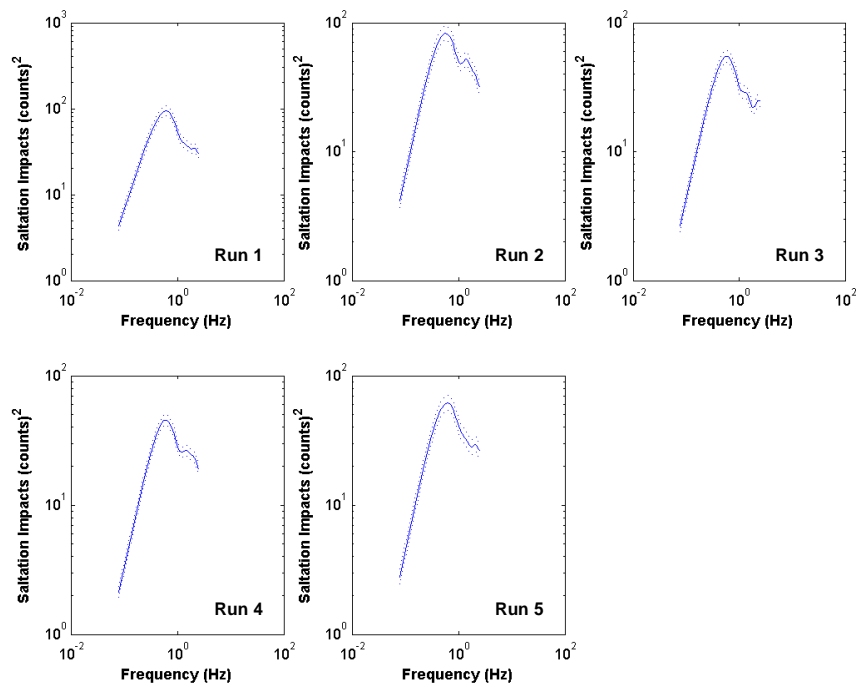 10^3
10^2
10^1
10^0
Saltation Impacts (counts)^2
Run 1
10^-2 10^0 10^2
Frequency (Hz)
10^2
10^1
10^0
Saltation Impacts (counts)^2
Run 2
10^-2 10^0 10^2
Frequency (Hz)
10^2
10^1
10^0
Saltation Impacts (counts)^2
Run 3
10^-2 10^0 10^2
Frequency (Hz)
10^2
10^1
10^0
Saltation Impacts (counts)^2
Run 4
10^-2 10^0 10^2
Frequency (Hz)
10^2
10^1
10^0
Saltation Impacts (counts)^2
Run 5
10^-2 10^0 10^2
Frequency (Hz)